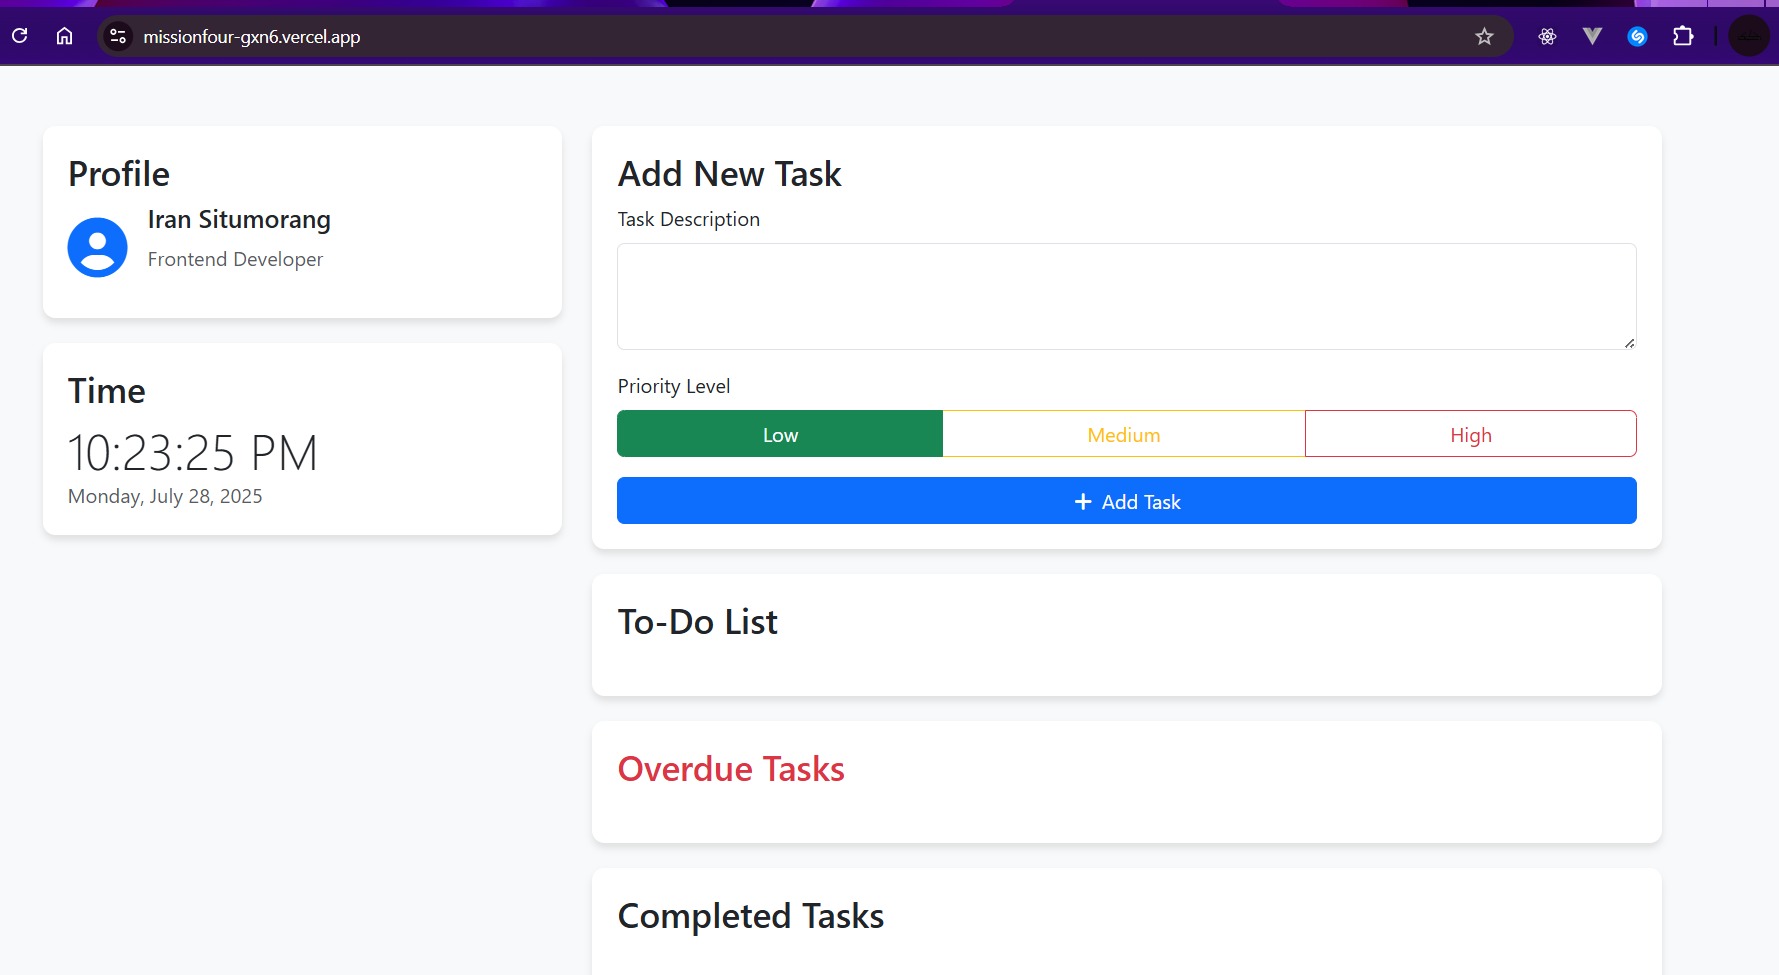 missionfour-gxn6.vercel.app
Profile
Iran Situmorang
Frontend Developer
Time
10:23:25 PM
Monday, July 28, 2025
Add New Task
Task Description
Priority Level
Low Medium High
+ Add Task
To-Do List
Overdue Tasks
Completed Tasks